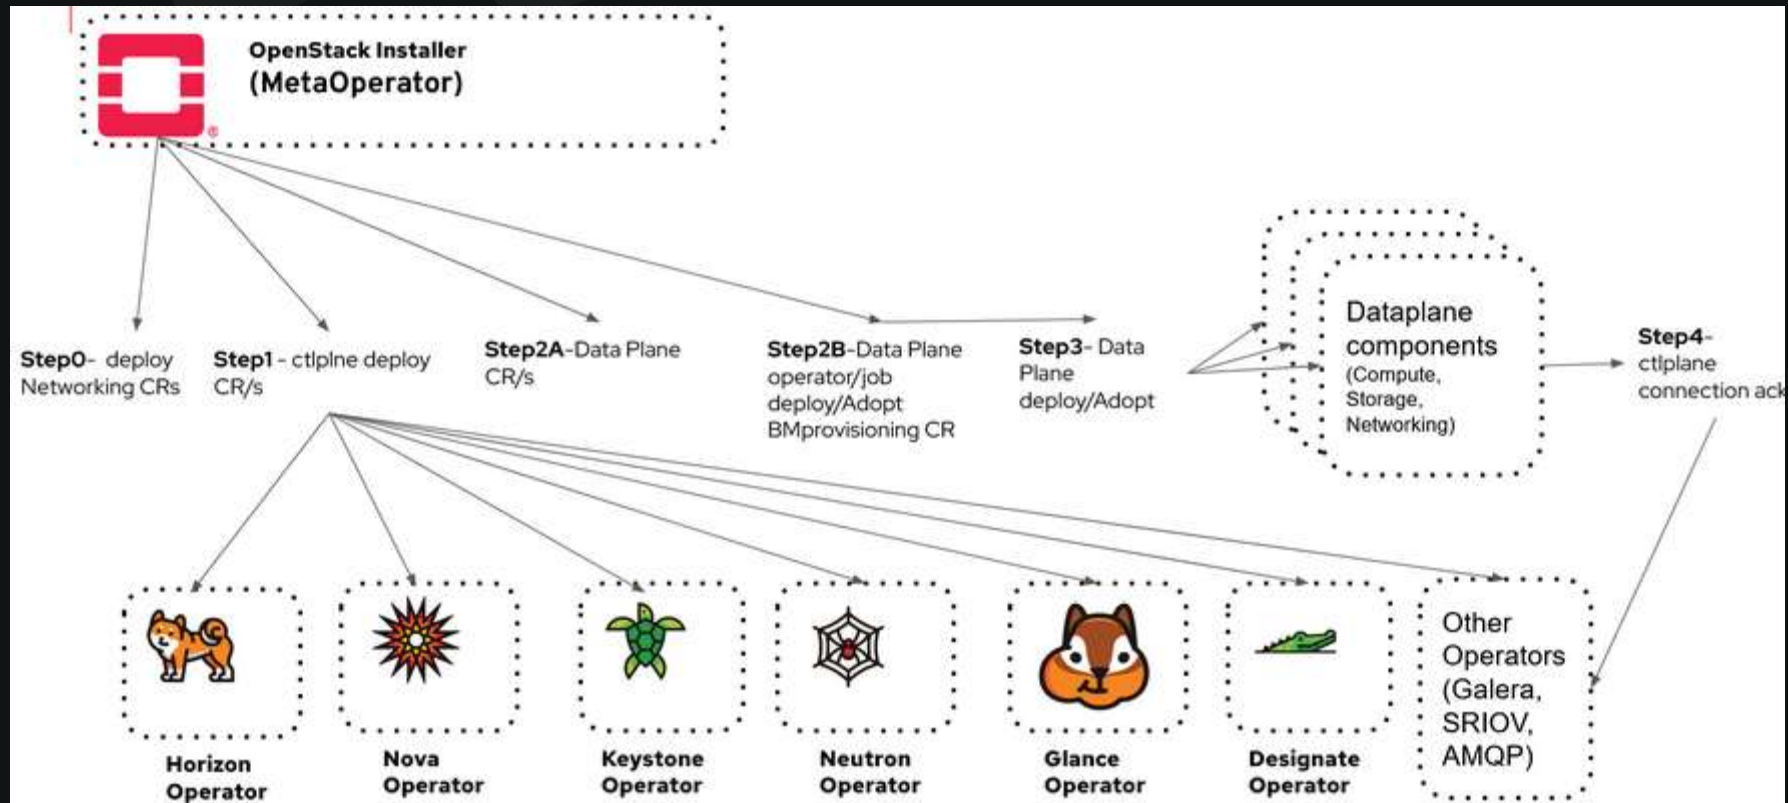 OpenStack Installer
(MetaOperator)
®
Step0- deploy
Networking CRs
Step1 - ctlplne deploy
CR/s
Step2A-Data Plane
CR/s
Step2B-Data Plane
operator/job
deploy/Adopt
BMprovisioning CR
Step3- Data
Plane
deploy/Adopt
Dataplane
components
(Compute,
Storage,
Networking)
Step4-
ctlplane
connection ack
Horizon
Operator
Nova
Operator
Keystone
Operator
Neutron
Operator
Glance
Operator
Designate
Operator
Other
Operators
(Galera,
SRIOV,
AMQP)